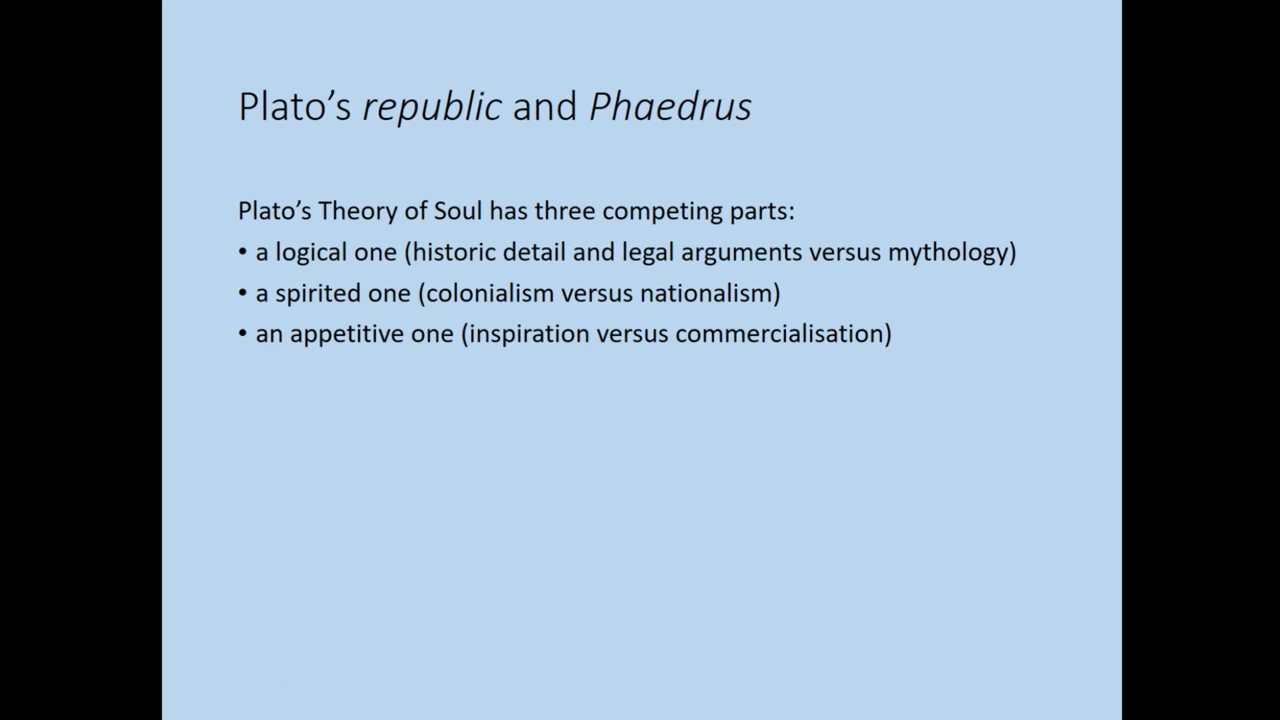 Plato’s republic and Phaedrus
Plato’s Theory of Soul has three competing parts:
• a logical one (historic detail and legal arguments versus mythology)
• a spirited one (colonialism versus nationalism)
• an appetitive one (inspiration versus commercialisation)